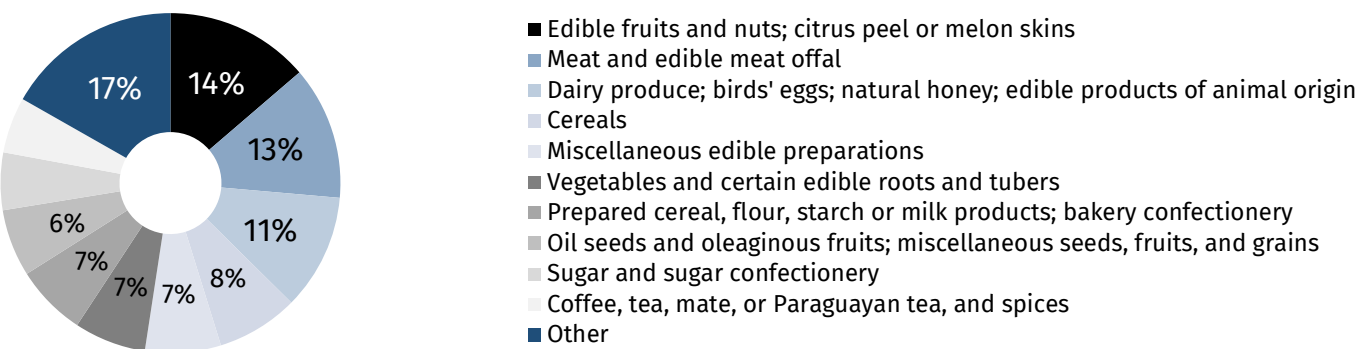 17%
14%
13%
11%
8%
7%
7%
7%
6%
Edible fruits and nuts; citrus peel or melon skins
Meat and edible meat offal
Dairy produce; birds' eggs; natural honey; edible products of animal origin
Cereals
Miscellaneous edible preparations
Vegetables and certain edible roots and tubers
Prepared cereal, flour, starch or milk products; bakery confectionery
Oil seeds and oleaginous fruits; miscellaneous seeds, fruits, and grains
Sugar and sugar confectionery
Coffee, tea, mate, or Paraguayan tea, and spices
Other